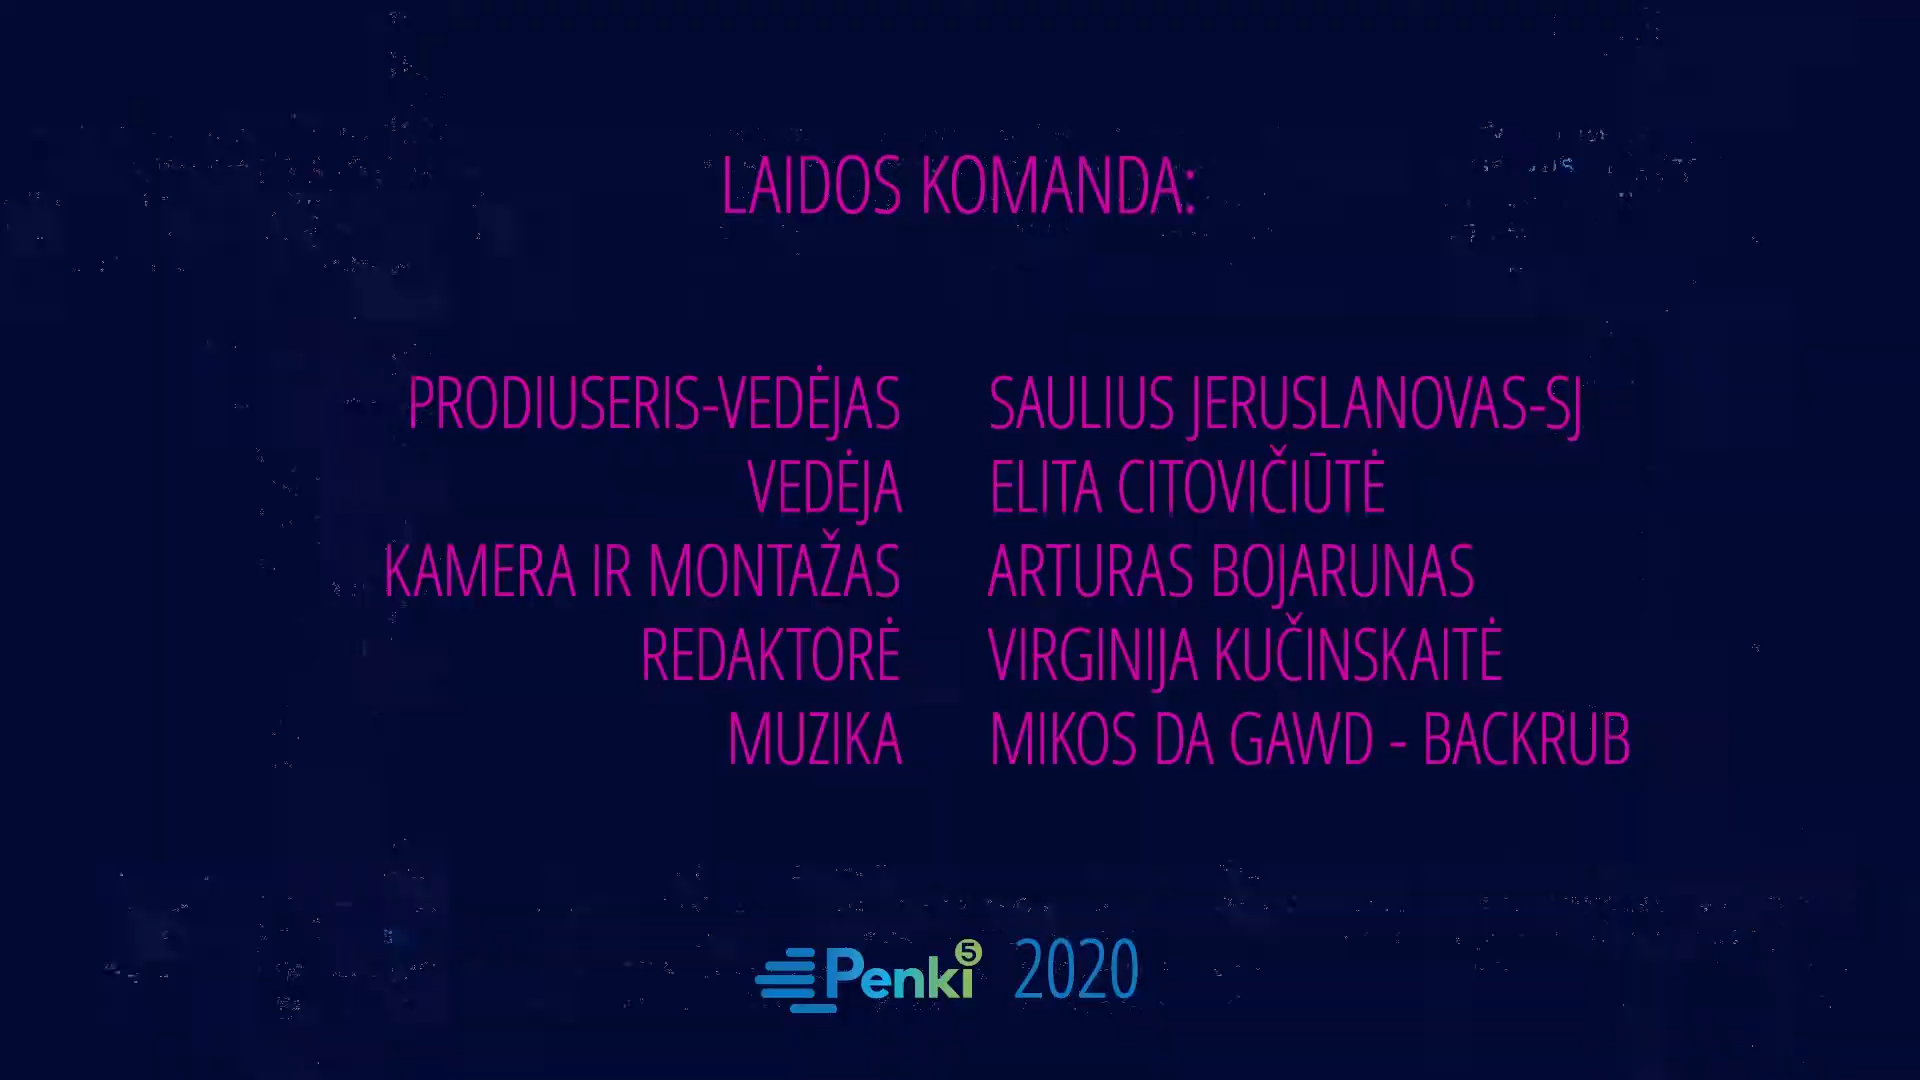 LAIDOS KOMANDA:
PRODIUSERIS-VEDĖJAS SAULIUS JERUSLANOVAS-SJ
VEDĖJA ELITA CITOVIČIŪTĖ
KAMERA IR MONTAŽAS ARTURAS BOJARUNAS
REDAKTORĖ VIRGINIJA KUČINSKAITĖ
MUZIKA MIKOS DA GAWD - BACKRUB
Penki 5 2020